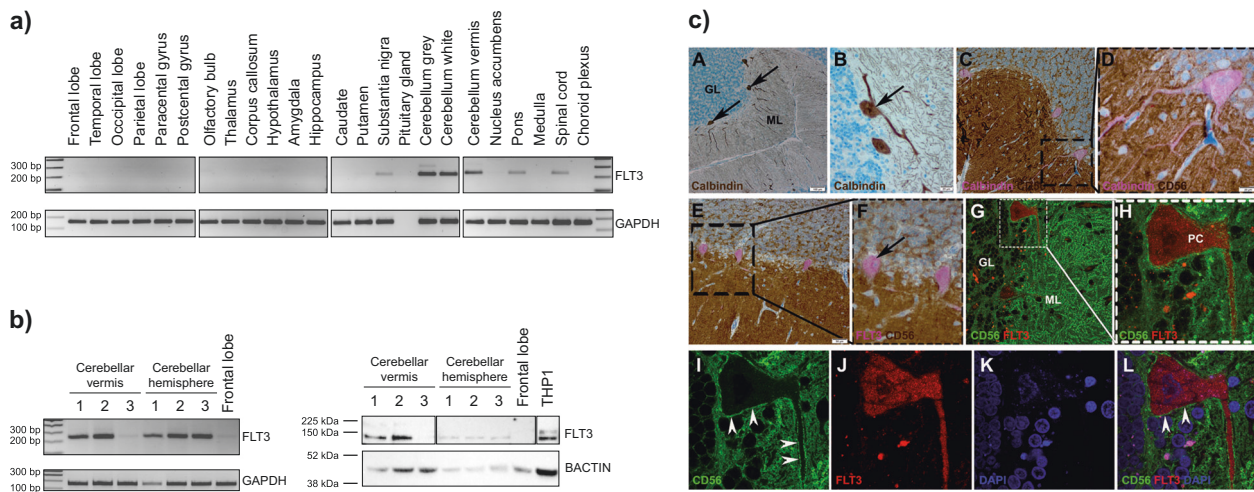 a)
Frontal lobe
Temporal lobe
Occcipital lobe
Parietal lobe
Paracental gyrus
Postcental gyrus
Olfactory bulb
Thalamus
Corpus callosum
Hypothalamus
Amygdala
Hippocampus
Caudate
Putamen
Substantia nigra
Pituitary gland
Cerebellum grey
Cerebellum white
Cerebellum vermis
Nucleus accumbens
Pons
Medulla
Spinal cord
Choroid plexus
300 bp
200 bp
FLT3
200 bp
100 bp
GAPDH
b)
Cerebellar vermis
Cerebellar hemisphere
Frontal lobe
1 2 3 1 2 3
300 bp
200 bp
FLT3
200 bp
100 bp
GAPDH
Cerebellar vermis
Cerebellar hemisphere
Frontal lobe
THP1
1 2 3 1 2 3
225 kDa
150 kDa
FLT3
52 kDa
38 kDa
BACTIN
c)
A
GL
ML
Calbindin
B
Calbindin
C
Calbindin CD56
D
Calbindin CD56
E
F
FLT3 CD56
G
GL
ML
CD56 FLT3
H
PC
CD56 FLT3
I
CD56
J
FLT3
K
DAPI
L
CD56 FLT3 DAPI